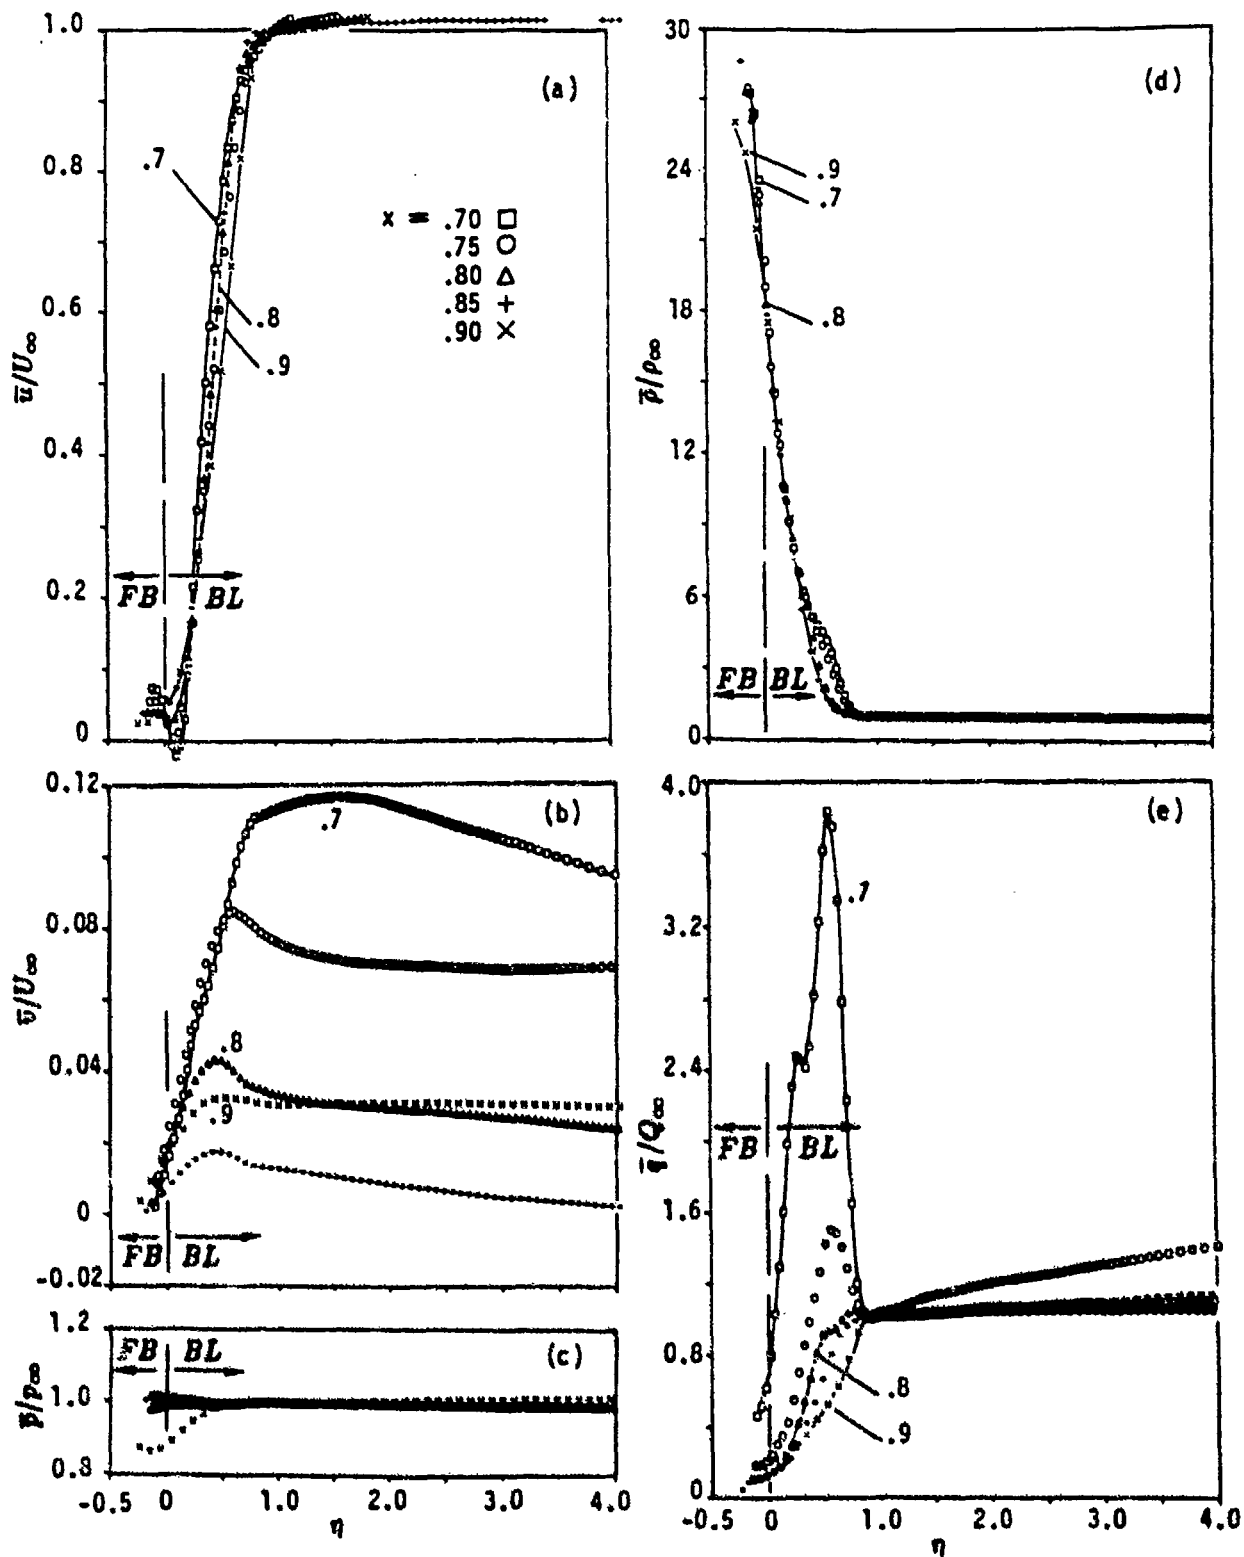 1.0
0.8
0.6
0.4
0.2
0
u̅/U∞
(a)
.7
.8
.9
x = .70 □
.75 ○
.80 △
.85 +
.90 ×
FB BL
30
24
18
12
6
0
ρ̅/ρ∞
(d)
.9
.7
.8
FB BL
0.12
0.08
0.04
0
-0.02
v̅/U∞
(b)
.7
.8
.9
FB BL
1.2
1.0
0.8
p̅/p∞
(c)
FB BL
-0.5 0 1.0 2.0 3.0 4.0
η
4.0
3.2
2.4
1.6
0.8
0
q̅/Q∞
(e)
.7
.8
.9
FB BL
-0.5 0 1.0 2.0 3.0 4.0
η